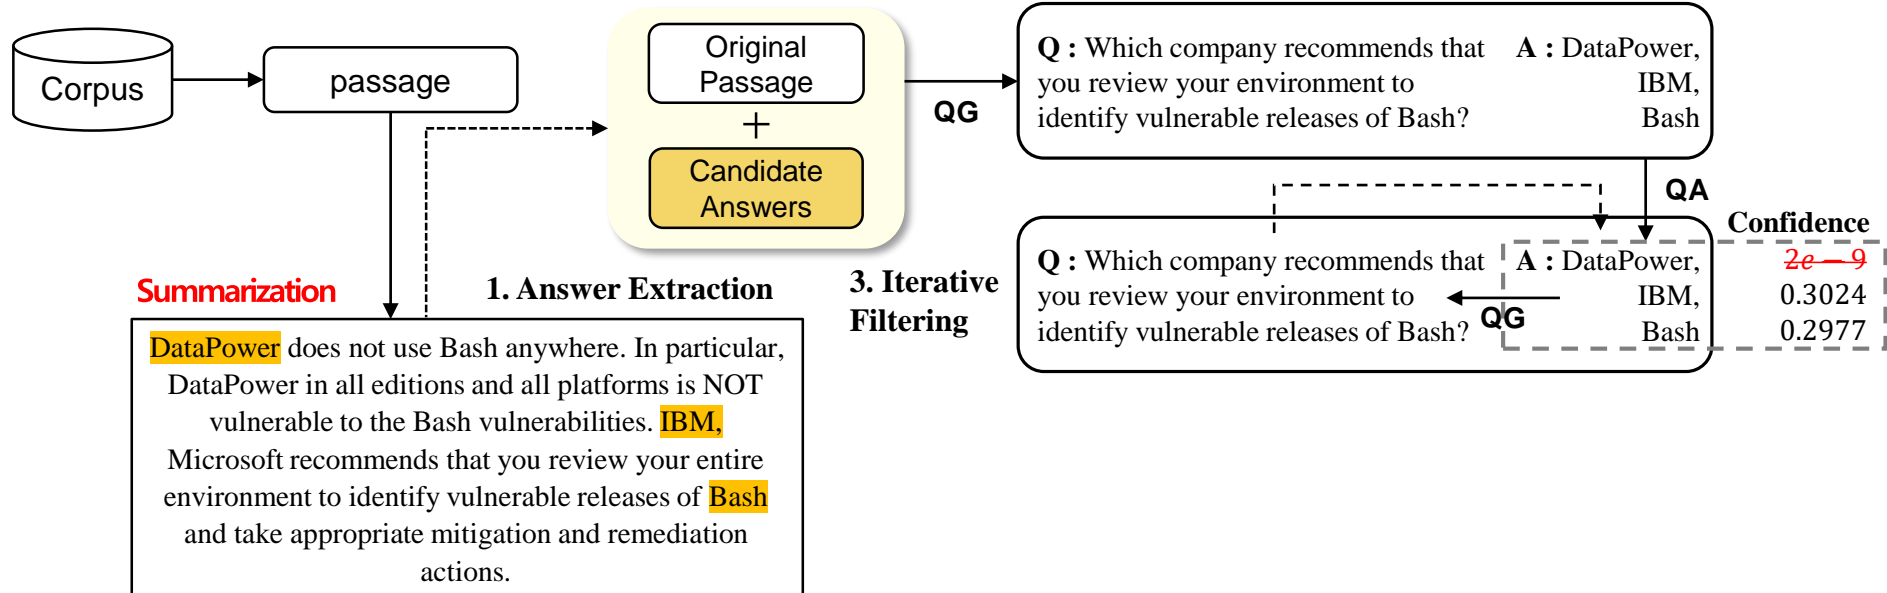 Corpus
passage
Original
Passage
+
Candidate
Answers
QG
Q : Which company recommends that
you review your environment to
identify vulnerable releases of Bash?
A : DataPower,
IBM,
Bash
QA
Confidence
Q : Which company recommends that
you review your environment to
identify vulnerable releases of Bash?
QG
A : DataPower,
IBM,
Bash
2e − 9
0.3024
0.2977
Summarization
1. Answer Extraction
3. Iterative
Filtering
DataPower does not use Bash anywhere. In particular,
DataPower in all editions and all platforms is NOT
vulnerable to the Bash vulnerabilities. IBM,
Microsoft recommends that you review your entire
environment to identify vulnerable releases of Bash
and take appropriate mitigation and remediation
actions.